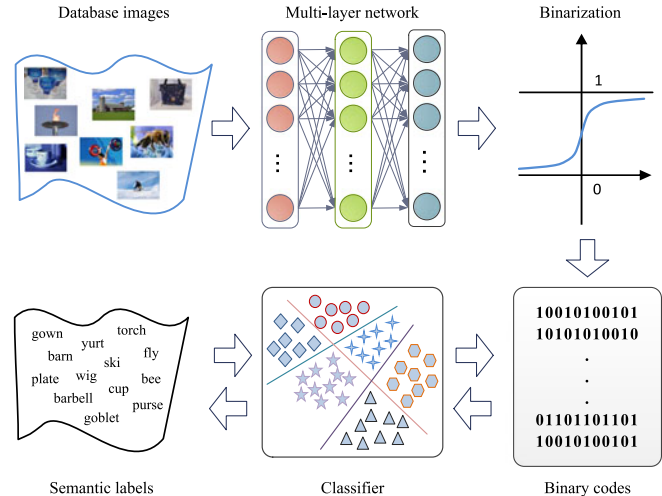 Database images
Multi-layer network
Binarization
1
0
gown
torch
yurt
barn
fly
ski
plate
wig
bee
cup
barbell
purse
goblet
10010100101
10101010010
.
.
.
01101101101
10010100101
Semantic labels
Classifier
Binary codes